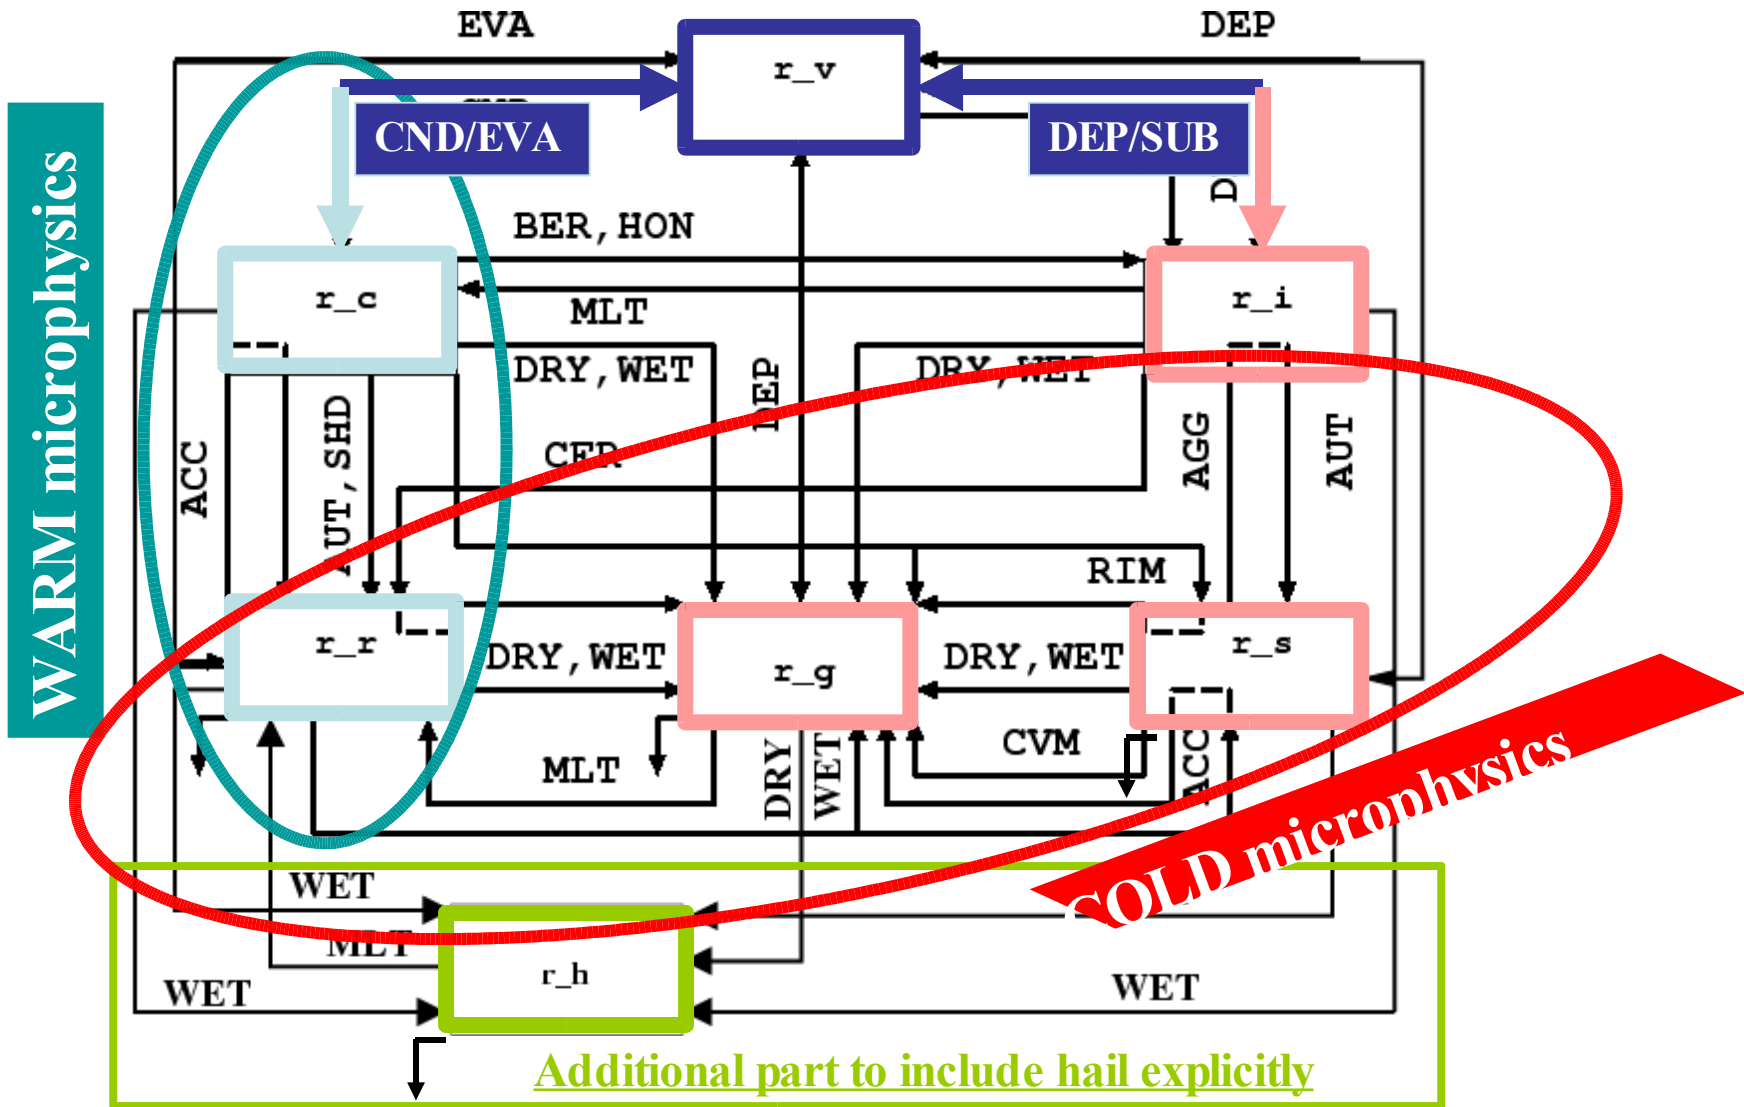 EVA
DEP
r_v
CND/EVA
DEP/SUB
WARM microphysics
BER,HON
r_c
MLT
r_i
DRY,WET
DEP
DRY,WET
ACC
AUT,SHD
CFR
AGG
AUT
RIM
r_r
DRY,WET
r_g
DRY,WET
r_s
MLT
DRY
WET
CVM
ACC
COLD microphysics
WET
MLT
r_h
WET
WET
Additional part to include hail explicitly